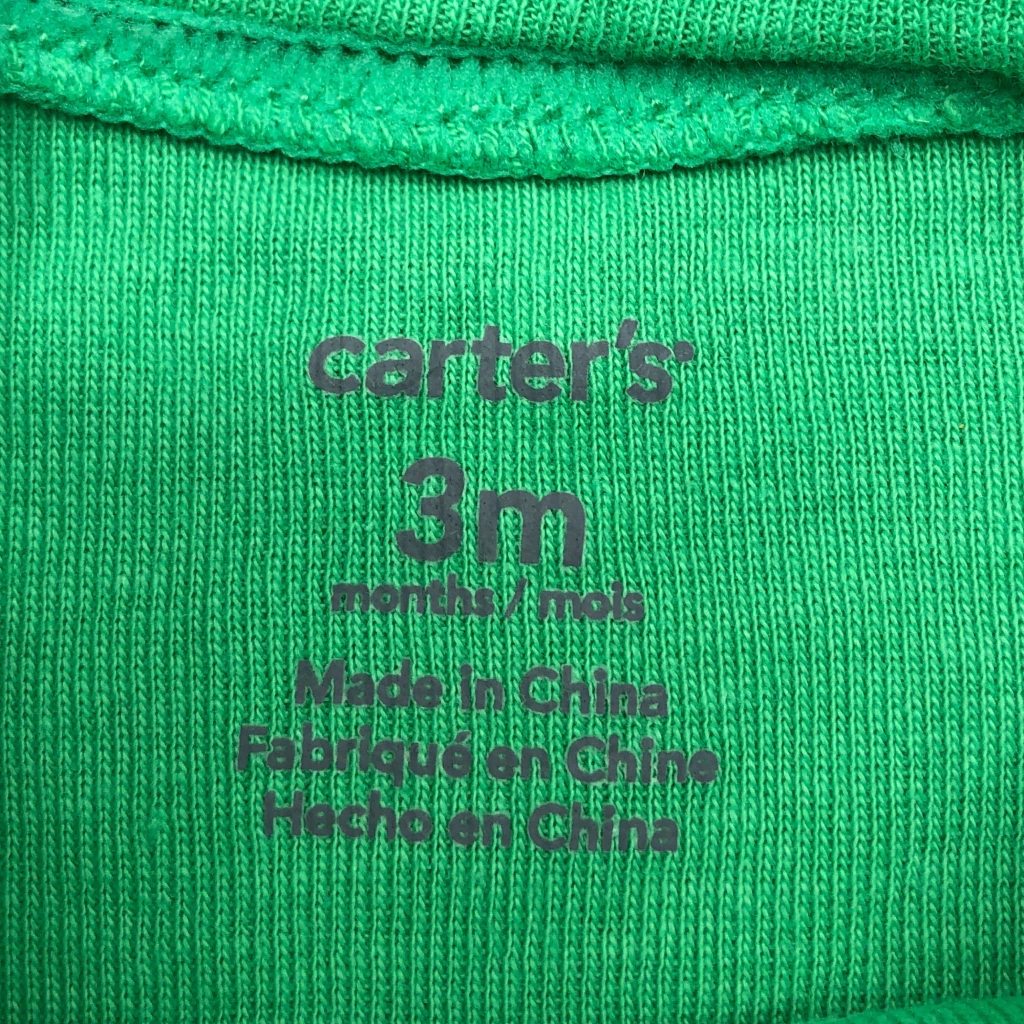 carter's
3m
months / mois
Made in China
Fabriqué en Chine
Hecho en China